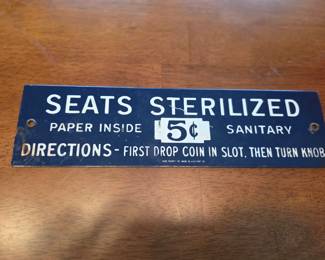 SEATS STERILIZED
PAPER INSIDE 5¢ SANITARY
DIRECTIONS - FIRST DROP COIN IN SLOT, THEN TURN KNOB